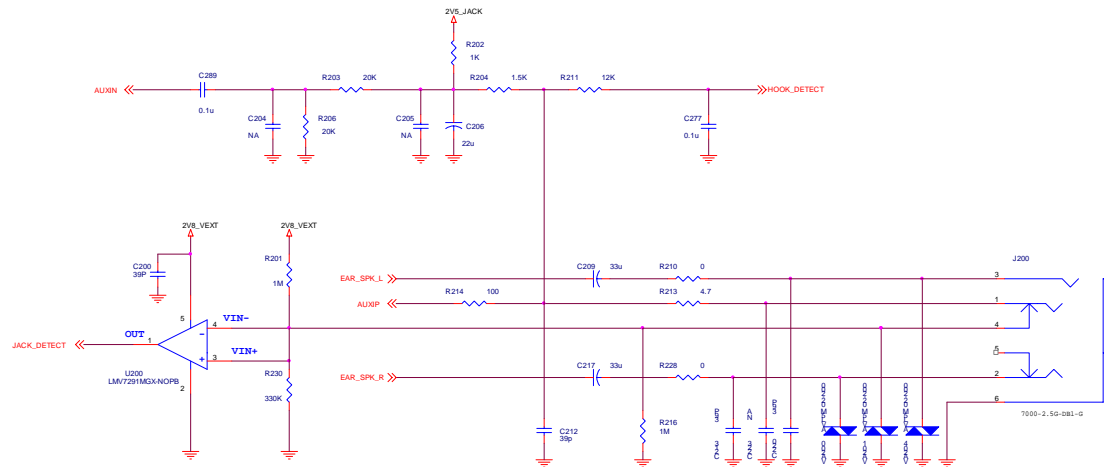 2V5_JACK
R202
1K
C289
0.1u
R203 20K
R204 1.5K
R211 12K
AUXIN
HOOK_DETECT
C204
NA
R206
20K
C205
NA
C206
22u
C277
0.1u
2V8_VEXT
2V8_VEXT
C200
39P
R201
1M
EAR_SPK_L
C209 33u
R210 0
J200
3
AUXIP
R214 100
R213 4.7
1
5
OUT
VIN-
4
4
JACK_DETECT
1
VIN+
3
5
U200
LMV7291MGX-NOPB
2
R230
330K
EAR_SPK_R
C217 33u
R228 0
2
6
7000-2.5G-DB1-G
C212
39p
R216
1M
NA